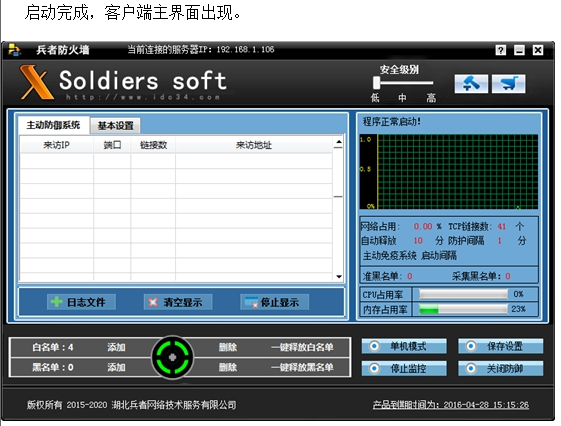 启动完成，客户端主界面出现。
兵者防火墙 当前连接的服务器IP: 192.168.1.106
安全级别
X Soldiers soft
http://www.ido34.com
低 中 高
主动防御系统 基本设置
来访IP 端口 链接数 来访地址
程序正常启动!
1.0
0.5
0%
网络占用: 0.00 % TCP链接数: 41 个
自动释放 10 分 防护间隔 1 分
主动免疫系统 启动间隔
准黑名单: 0 采集黑名单: 0
CPU占用率 0%
内存占用率 23%
日志文件 清空显示 停止显示
白名单: 4 添加 删除 一键释放白名单
黑名单: 0 添加 删除 一键释放黑名单
单机模式 保存设置
停止监控 关闭防御
版权所有 2015-2020 湖北兵者网络技术服务有限公司
产品到期时间为: 2016-04-28 15:15:26